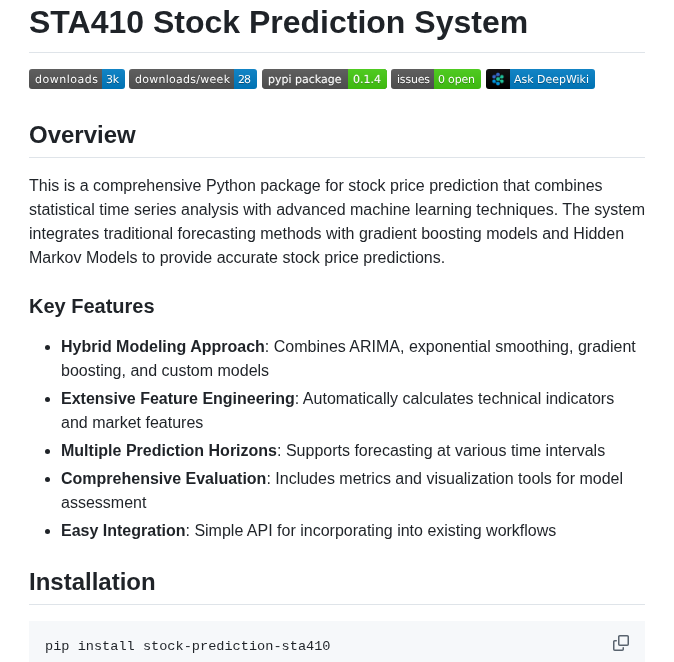 STA410 Stock Prediction System
downloads 3k downloads/week 28 pypi package 0.1.4 issues 0 open Ask DeepWiki
Overview
This is a comprehensive Python package for stock price prediction that combines
statistical time series analysis with advanced machine learning techniques. The system
integrates traditional forecasting methods with gradient boosting models and Hidden
Markov Models to provide accurate stock price predictions.
Key Features
• Hybrid Modeling Approach: Combines ARIMA, exponential smoothing, gradient
boosting, and custom models
• Extensive Feature Engineering: Automatically calculates technical indicators
and market features
• Multiple Prediction Horizons: Supports forecasting at various time intervals
• Comprehensive Evaluation: Includes metrics and visualization tools for model
assessment
• Easy Integration: Simple API for incorporating into existing workflows
Installation
pip install stock-prediction-sta410